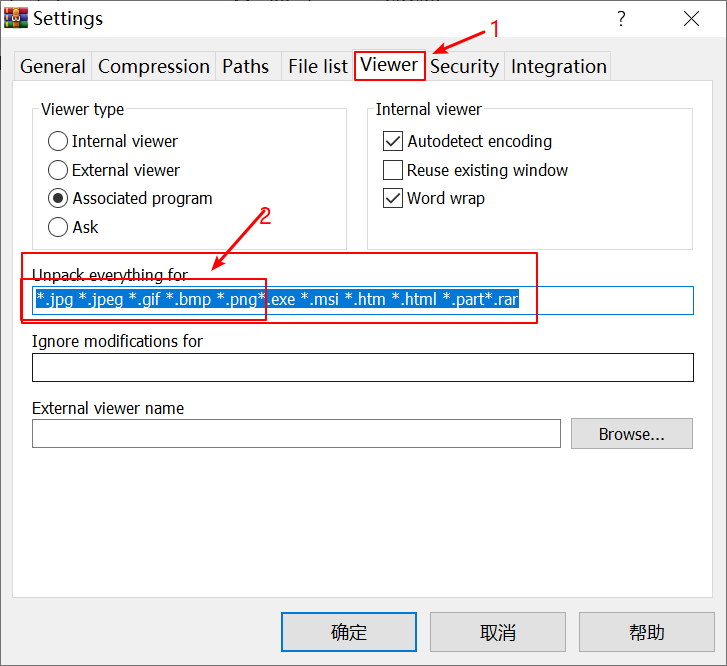 Settings
?
1
General Compression Paths File list Viewer Security Integration
Viewer type
Internal viewer
External viewer
Associated program
Ask
Internal viewer
Autodetect encoding
Reuse existing window
Word wrap
2
Unpack everything for
*.jpg *.jpeg *.gif *.bmp *.png*.exe *.msi *.htm *.html *.part*.rar
Ignore modifications for
External viewer name
Browse...
确定 取消 帮助